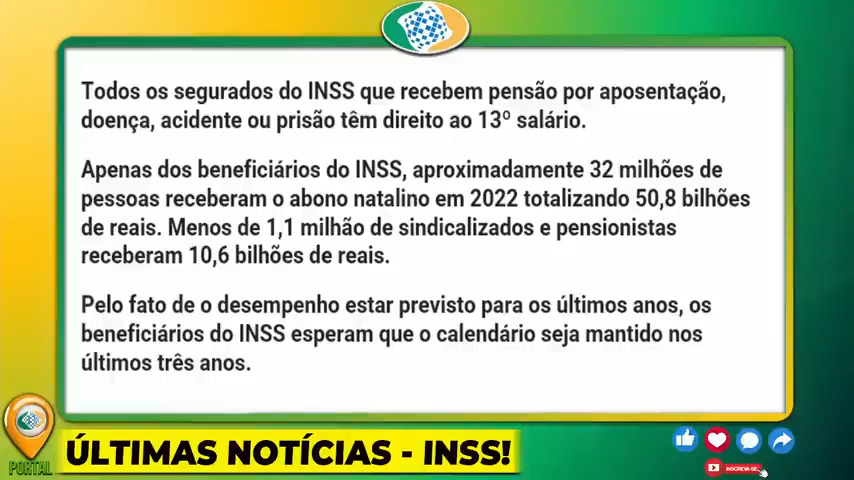 Todos os segurados do INSS que recebem pensão por aposentação,
doença, acidente ou prisão têm direito ao 13º salário.
Apenas dos beneficiários do INSS, aproximadamente 32 milhões de
pessoas receberam o abono natalino em 2022 totalizando 50,8 bilhões
de reais. Menos de 1,1 milhão de sindicalizados e pensionistas
receberam 10,6 bilhões de reais.
Pelo fato de o desempenho estar previsto para os últimos anos, os
beneficiários do INSS esperam que o calendário seja mantido nos
últimos três anos.
PORTAL
ÚLTIMAS NOTÍCIAS - INSS!
INSCREVA-SE